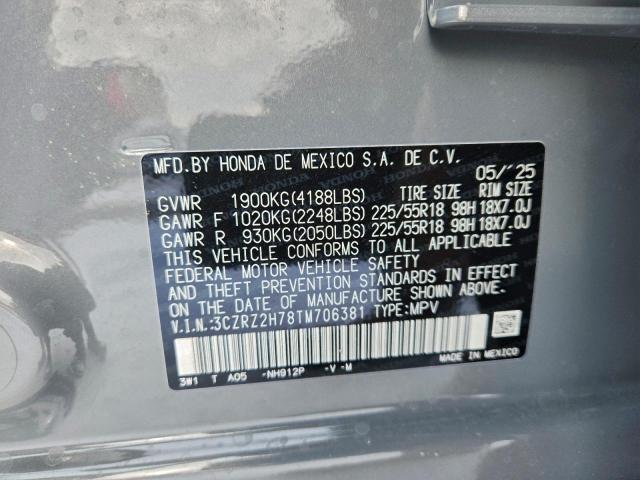 MFD.BY HONDA DE MEXICO S.A. DE C.V.
05/'25
GVWR 1900KG(4188LBS) TIRE SIZE RIM SIZE
GAWR F 1020KG(2248LBS) 225/55R18 98H 18X7.0J
GAWR R 930KG(2050LBS) 225/55R18 98H 18X7.0J
THIS VEHICLE CONFORMS TO ALL APPLICABLE
FEDERAL MOTOR VEHICLE SAFETY
AND THEFT PREVENTION STANDARDS IN EFFECT
ON THE DATE OF MANUFACTURE SHOWN ABOVE.
V.I.N.:3CZRZ2H78TM706381 TYPE:MPV
3W1 T A05 -NH912P -V -M
MADE IN MEXICO